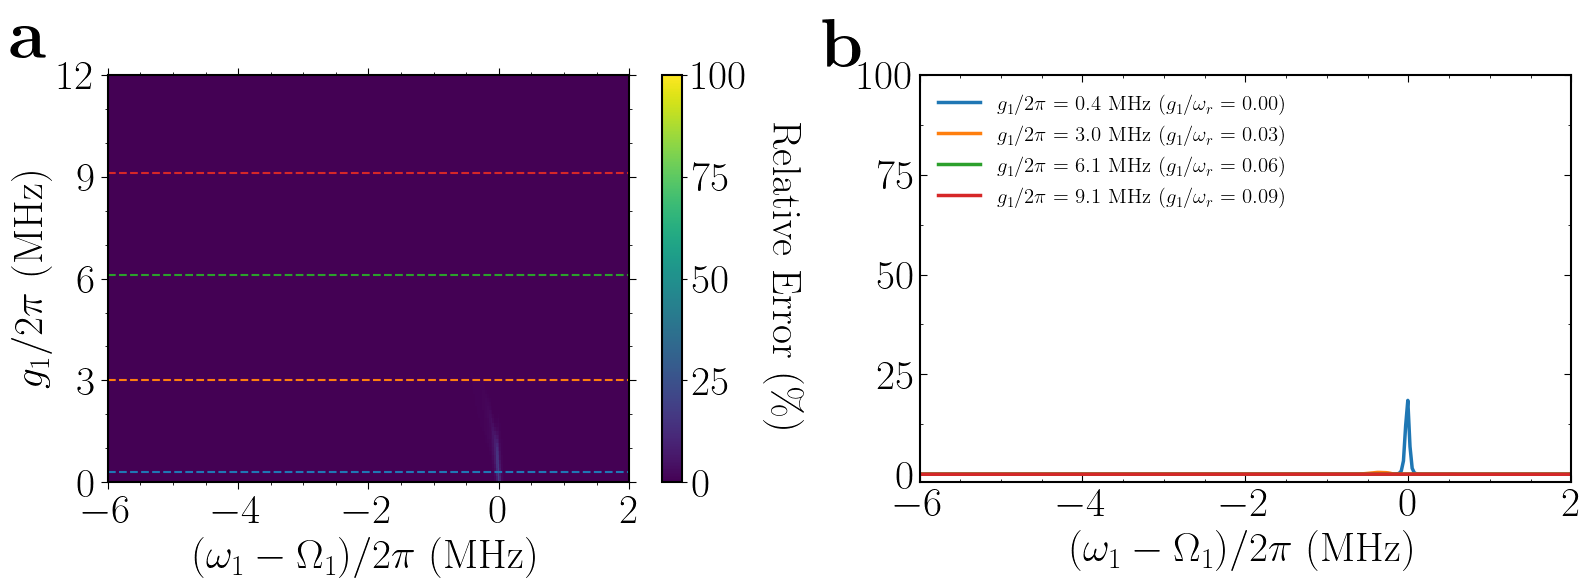 a
12
9
6
3
0
g₁/2π (MHz)
−6 −4 −2 0 2
(ω₁ − Ω₁)/2π (MHz)
100
75
50
25
0
Relative Error (%)
b
100
75
50
25
0
g₁/2π = 0.4 MHz (g₁/ωᵣ = 0.00)
g₁/2π = 3.0 MHz (g₁/ωᵣ = 0.03)
g₁/2π = 6.1 MHz (g₁/ωᵣ = 0.06)
g₁/2π = 9.1 MHz (g₁/ωᵣ = 0.09)
−6 −4 −2 0 2
(ω₁ − Ω₁)/2π (MHz)